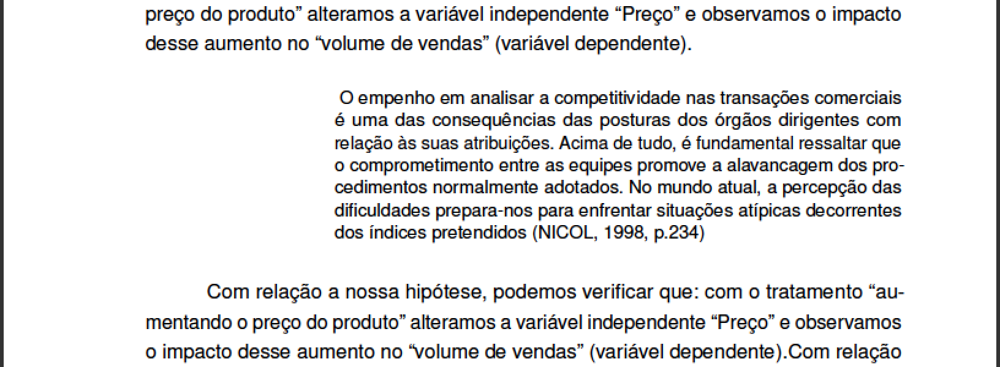 preço do produto” alteramos a variável independente “Preço” e observamos o impacto
desse aumento no “volume de vendas” (variável dependente).
O empenho em analisar a competitividade nas transações comerciais
é uma das consequências das posturas dos órgãos dirigentes com
relação às suas atribuições. Acima de tudo, é fundamental ressaltar que
o comprometimento entre as equipes promove a alavancagem dos pro-
cedimentos normalmente adotados. No mundo atual, a percepção das
dificuldades prepara-nos para enfrentar situações atípicas decorrentes
dos índices pretendidos (NICOL, 1998, p.234)
Com relação a nossa hipótese, podemos verificar que: com o tratamento “au-
mentando o preço do produto” alteramos a variável independente “Preço” e observamos
o impacto desse aumento no “volume de vendas” (variável dependente).Com relação